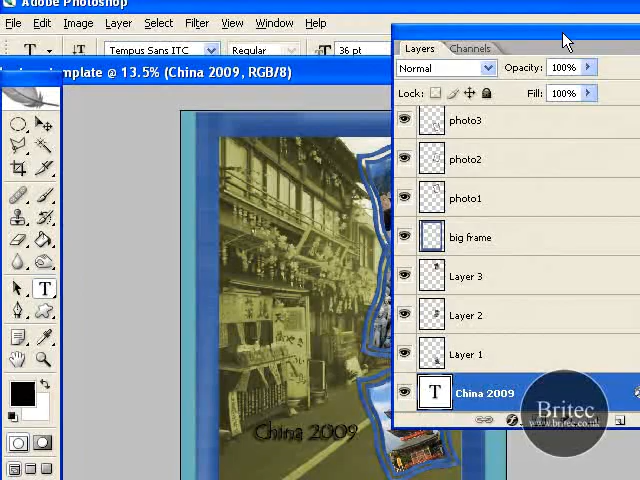 Adobe Photoshop
File Edit Image Layer Select Filter View Window Help
T Tempus Sans ITC Regular T 36 pt
template @ 13.5% (China 2009, RGB/8)
Layers Channels
Normal Opacity: 100%
Lock: Fill: 100%
photo3
photo2
photo1
big frame
Layer 3
Layer 2
Layer 1
T China 2009
China 2009
Britec
www.britec.co.uk